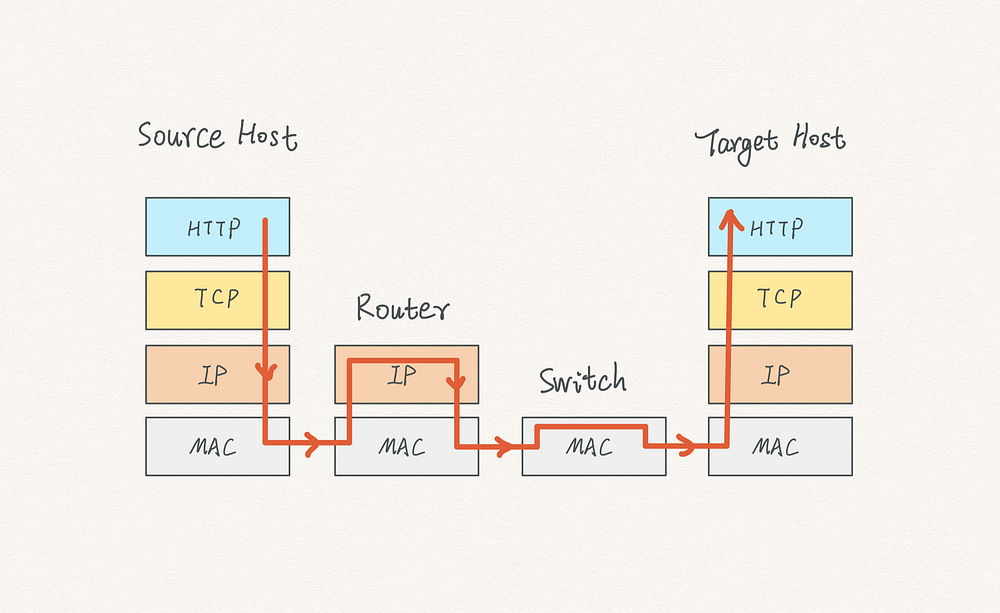 Source Host
Target Host
HTTP
HTTP
TCP
TCP
Router
IP
IP
IP
Switch
MAC
MAC
MAC
MAC